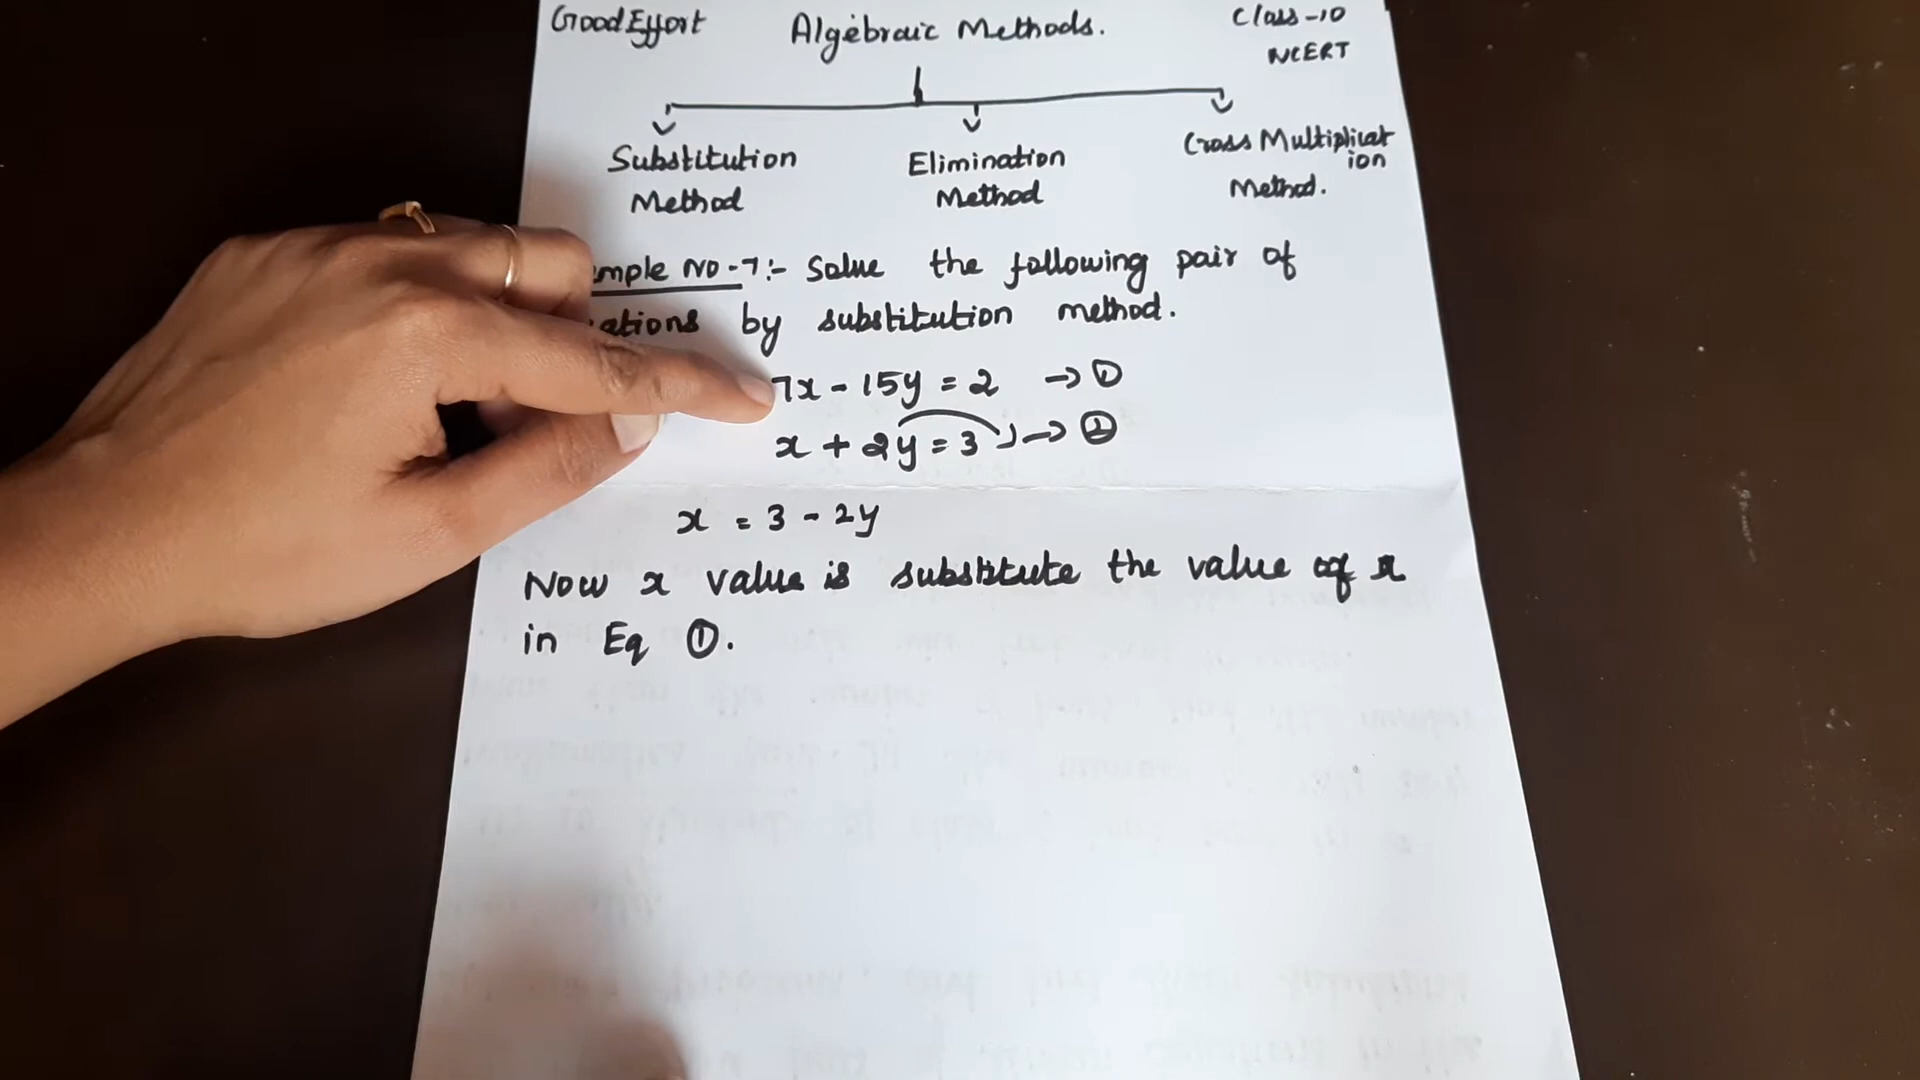 Good Effort
Algebraic Methods.
Class-10
NCERT
Substitution
Method
Elimination
Method
Cross Multiplicat
ion
Method.
mple No-7:- Solve the following pair of
ations by substitution method.
7x - 15y = 2 → ①
x + 2y = 3 → ②
x = 3 - 2y
Now x value is substitute the value of x
in Eq ①.